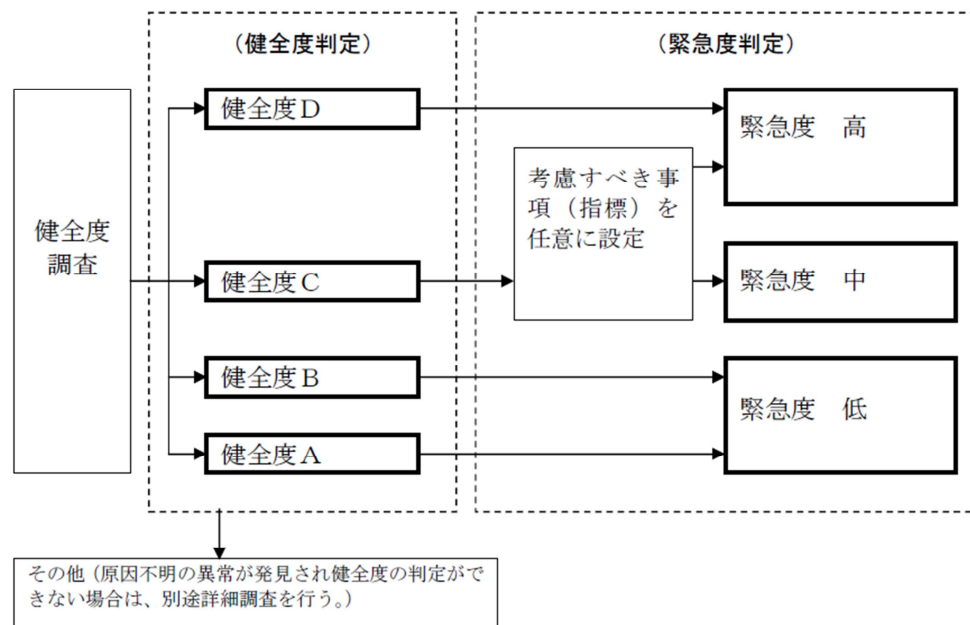 （健全度判定）
（緊急度判定）
健全度
調査
健全度Ｄ
健全度Ｃ
健全度Ｂ
健全度Ａ
考慮すべき事
項（指標）を
任意に設定
緊急度　高
緊急度　中
緊急度　低
その他（原因不明の異常が発見され健全度の判定がで
きない場合は、別途詳細調査を行う。）